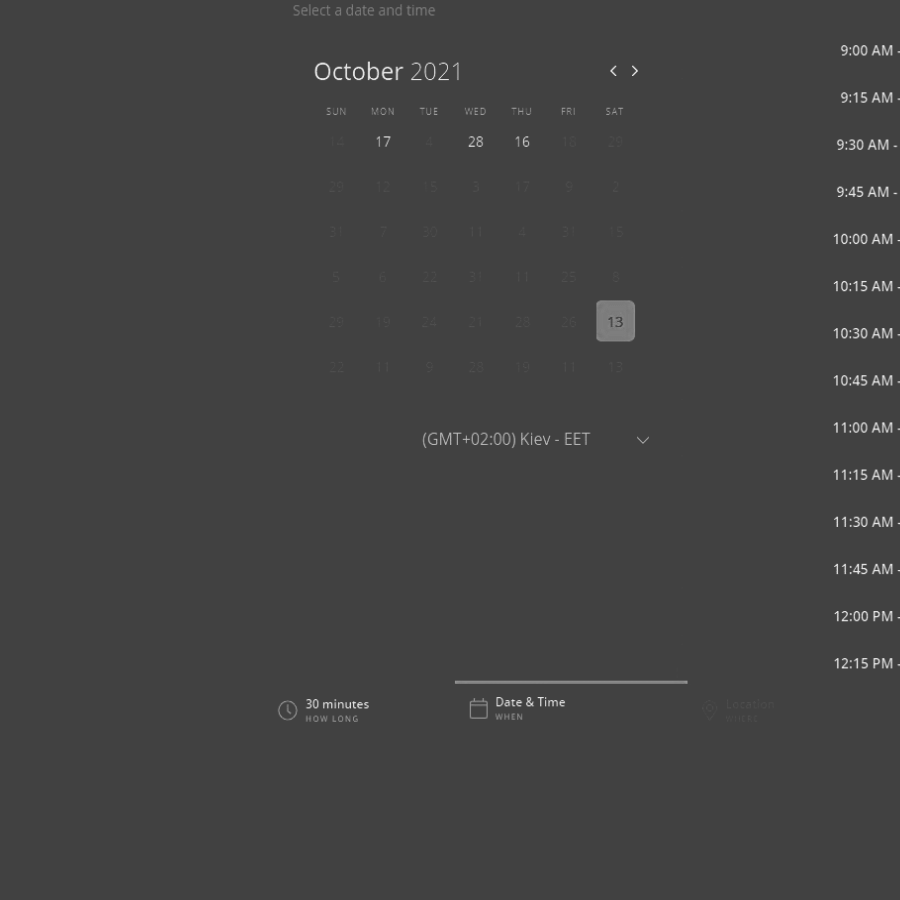 Select a date and time
October 2021
SUN MON TUE WED THU FRI SAT
14 17 4 28 16 18 29
29 12 15 3 17 9 2
31 7 30 11 4 31 15
5 6 22 31 11 25
29 19 24 21 28 26 13
22 11 9 29 19 11 13
(GMT+02:00) Kiev - EET
30 minutes
HOW LONG
Date & Time
WHEN
Location
WHERE
9:00 AM -
9:15 AM -
9:30 AM -
9:45 AM -
10:00 AM -
10:15 AM -
10:30 AM -
10:45 AM -
11:00 AM -
11:15 AM -
11:30 AM -
11:45 AM -
12:00 PM -
12:15 PM -